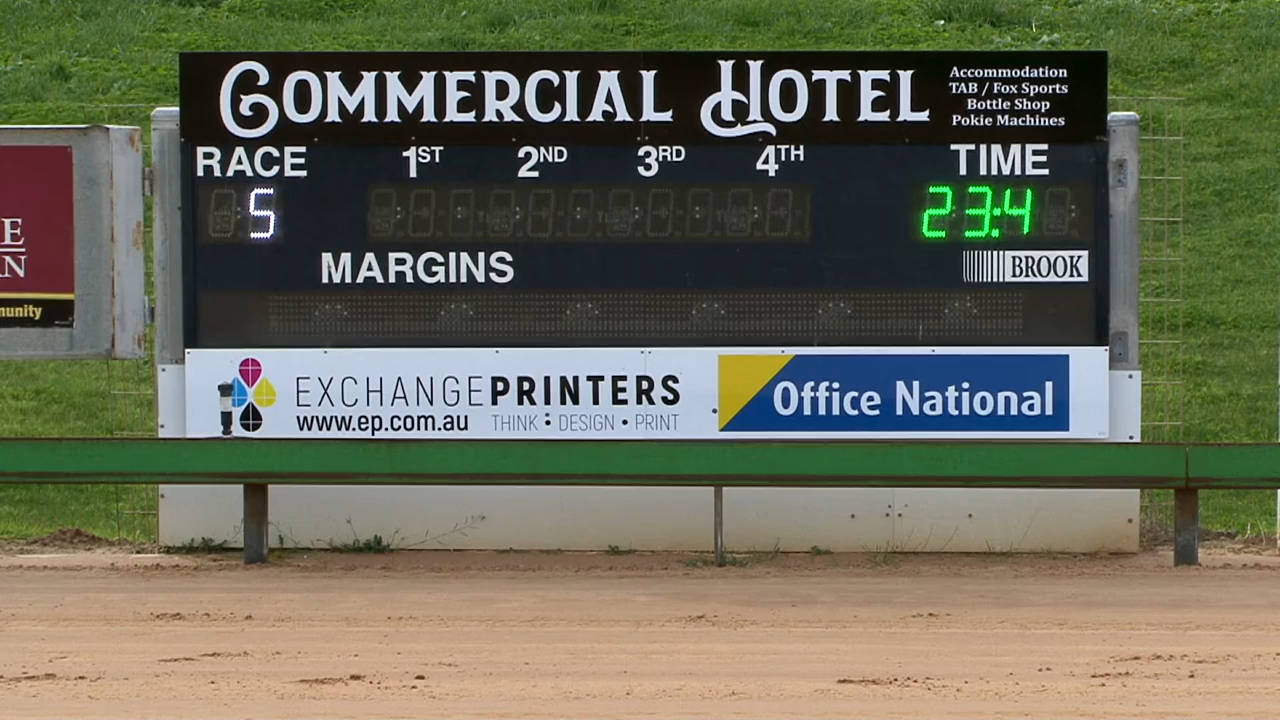 COMMERCIAL HOTEL
Accommodation
TAB / Fox Sports
Bottle Shop
Pokie Machines
RACE 1ST 2ND 3RD 4TH TIME
5 23:4
MARGINS
BROOK
EXCHANGEPRINTERS
www.ep.com.au THINK : DESIGN • PRINT
Office National
E
AN